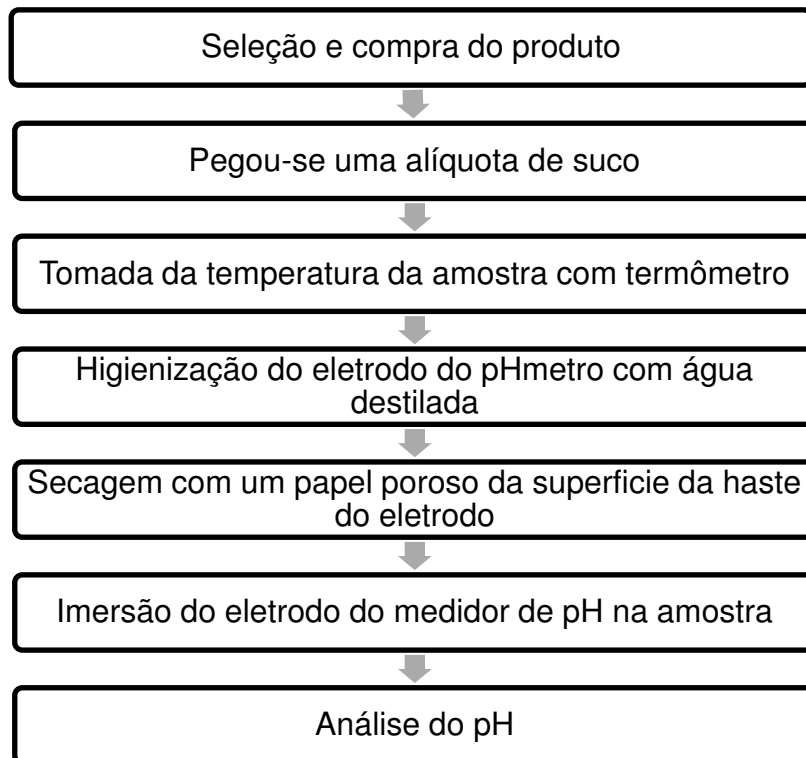 Seleção e compra do produto
Pegou-se uma alíquota de suco
Tomada da temperatura da amostra com termômetro
Higienização do eletrodo do pHmetro com água
destilada
Secagem com um papel poroso da superficie da haste
do eletrodo
Imersão do eletrodo do medidor de pH na amostra
Análise do pH